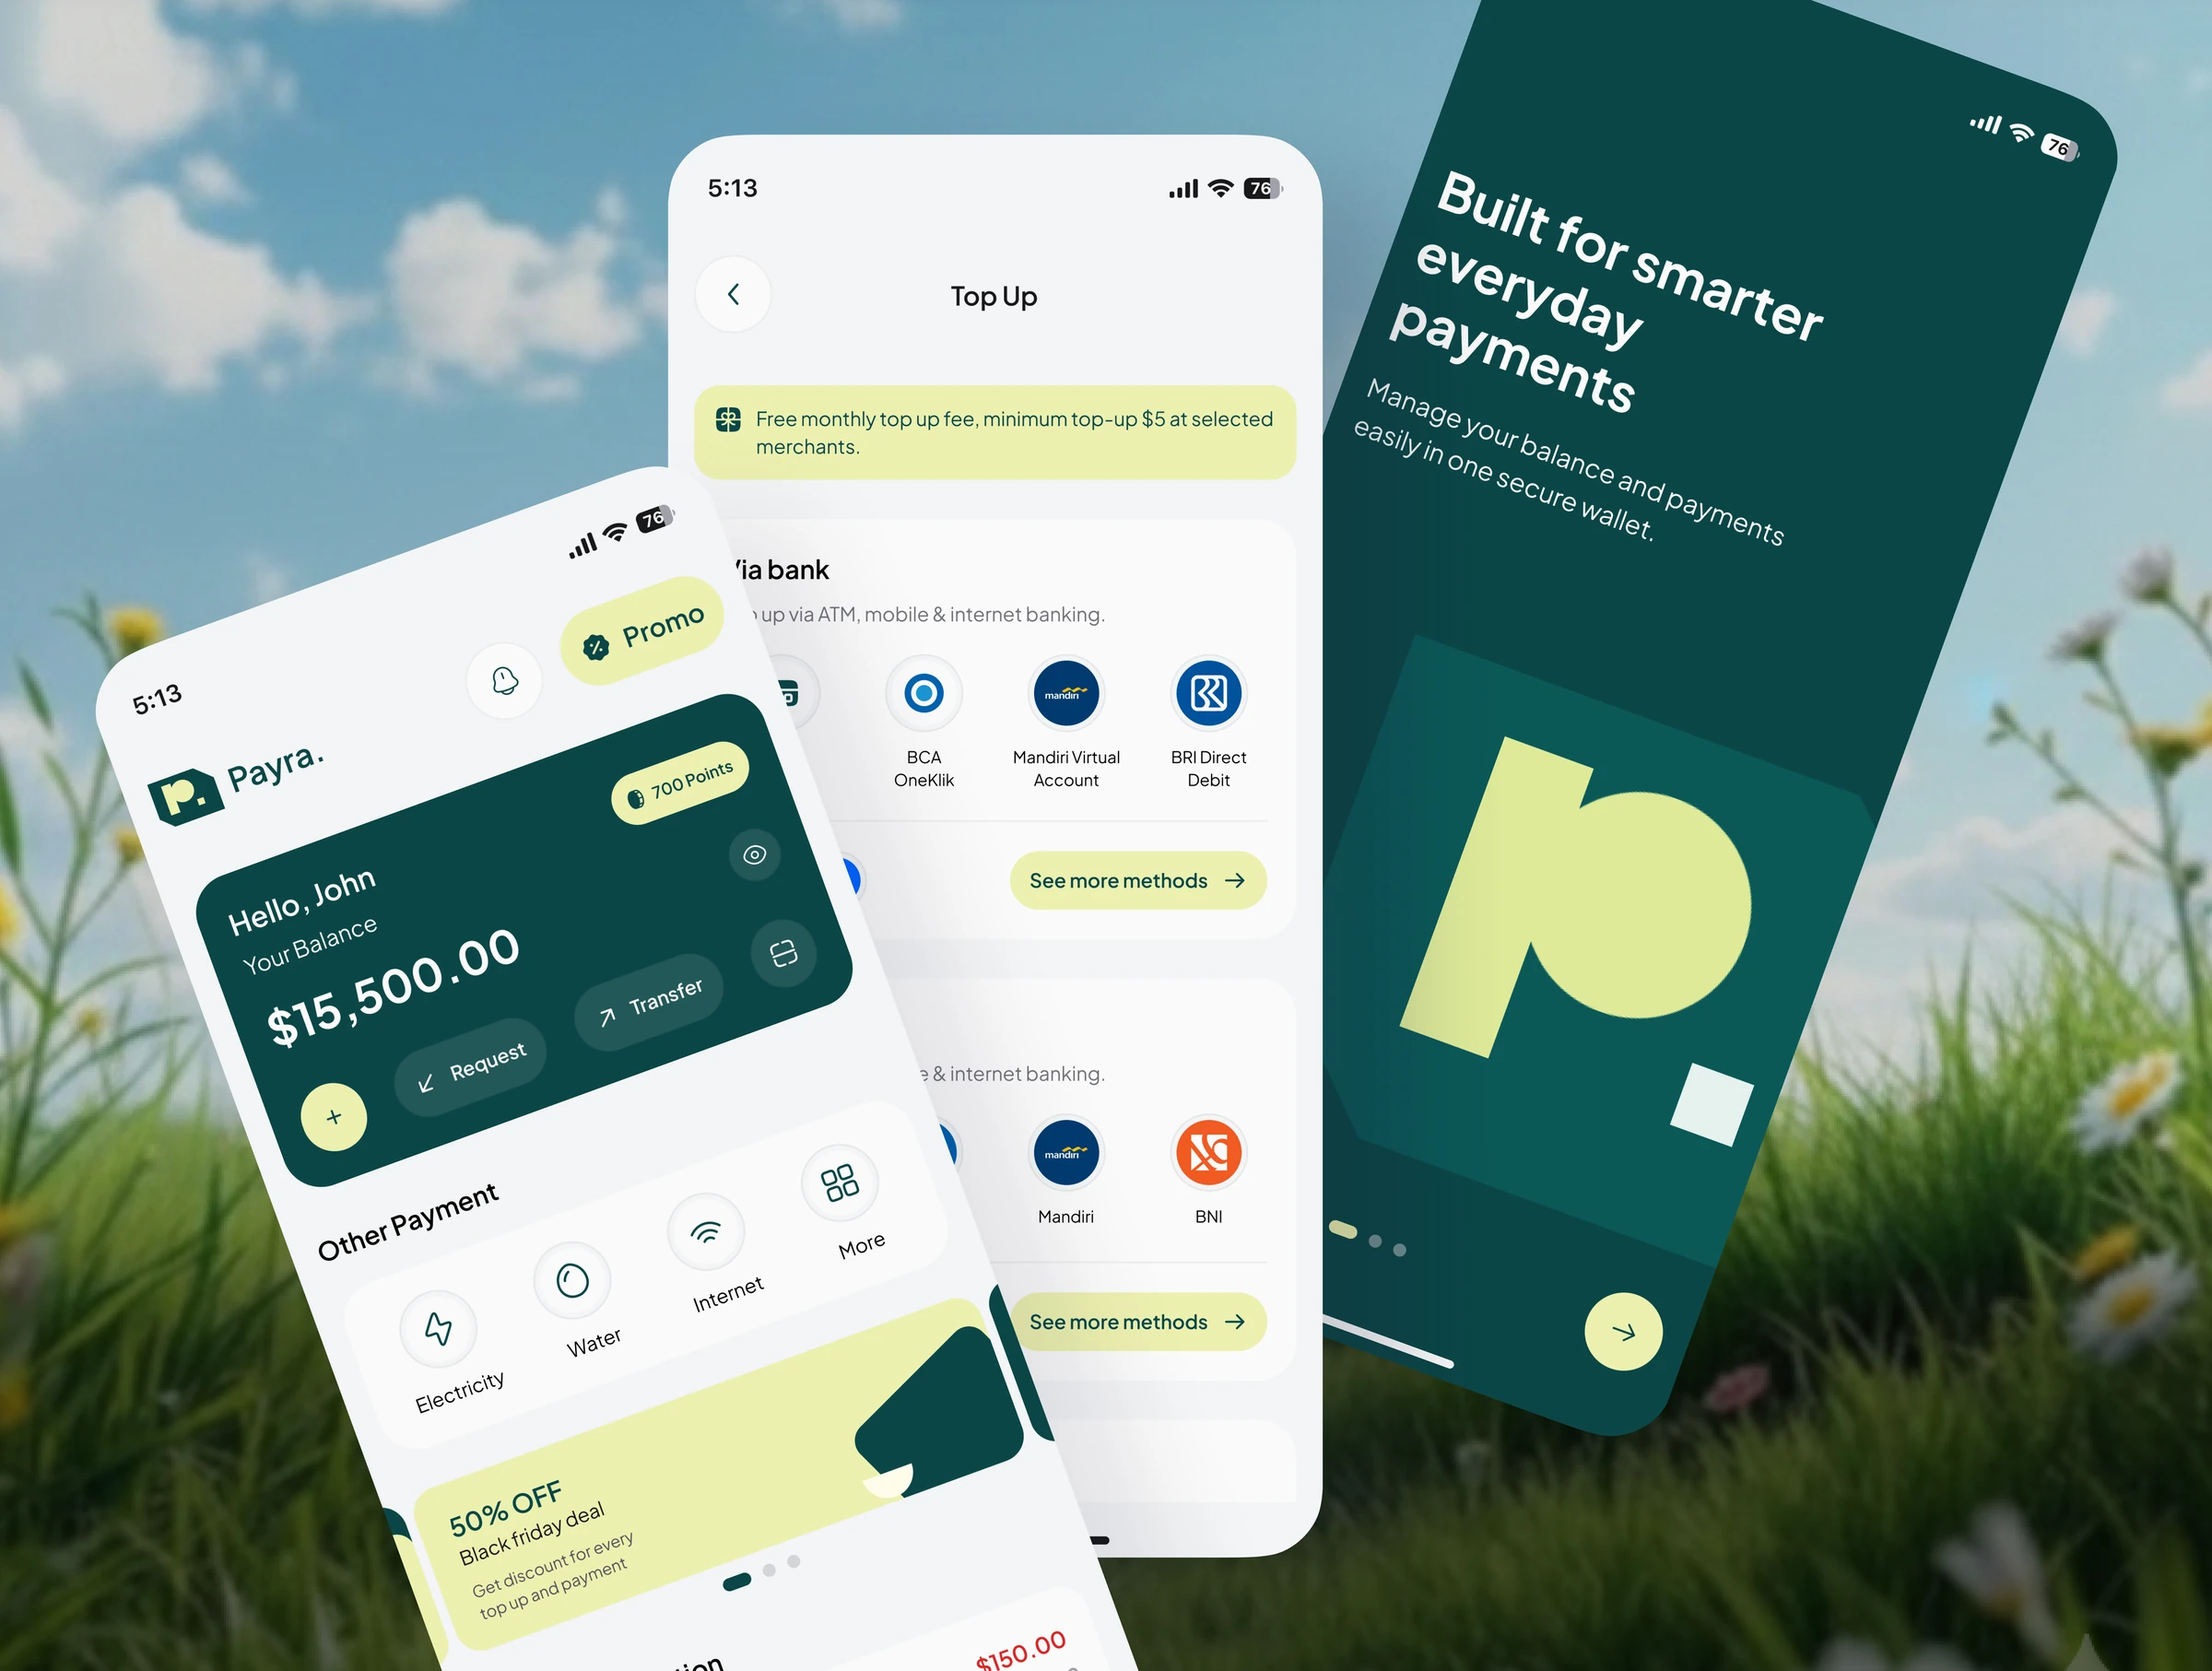 5:13
76
Promo
Payra.
700 Points
Hello, John
Your Balance
$15,500.00
Request
Transfer
Other Payment
Electricity
Water
Internet
More
50% OFF
Black friday deal
Get discount for every
top up and payment
$150.00
5:13
76
Top Up
Free monthly top up fee, minimum top-up $5 at selected
merchants.
Via bank
up via ATM, mobile & internet banking.
BCA
OneKlik
mandiri
Mandiri Virtual
Account
BRI Direct
Debit
See more methods
& internet banking.
mandiri
Mandiri
BNI
See more methods
76
Built for smarter
everyday
payments
Manage your balance and payments
easily in one secure wallet.
p.